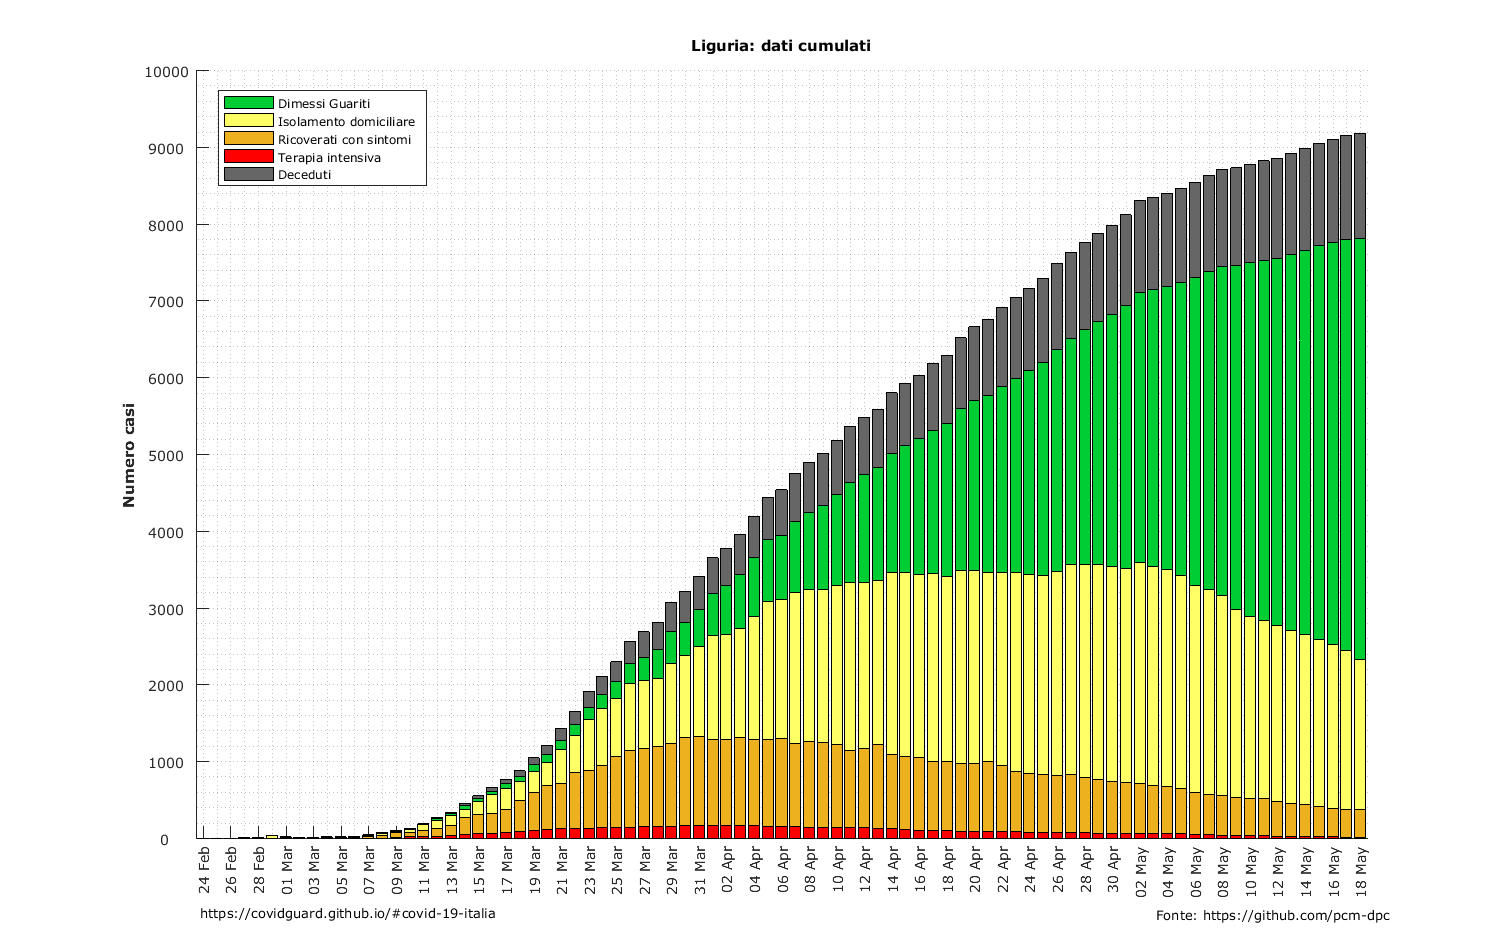 Liguria: dati cumulati
10000
9000
8000
7000
6000
5000
4000
3000
2000
1000
0
Numero casi
Dimessi Guariti
Isolamento domiciliare
Ricoverati con sintomi
Terapia intensiva
Deceduti
24 Feb
26 Feb
28 Feb
01 Mar
03 Mar
05 Mar
07 Mar
09 Mar
11 Mar
13 Mar
15 Mar
17 Mar
19 Mar
21 Mar
23 Mar
25 Mar
27 Mar
29 Mar
31 Mar
02 Apr
04 Apr
06 Apr
08 Apr
10 Apr
12 Apr
14 Apr
16 Apr
18 Apr
20 Apr
22 Apr
24 Apr
26 Apr
28 Apr
30 Apr
02 May
04 May
06 May
08 May
10 May
12 May
14 May
16 May
18 May
https://covidguard.github.io/#covid-19-italia
Fonte: https://github.com/pcm-dpc